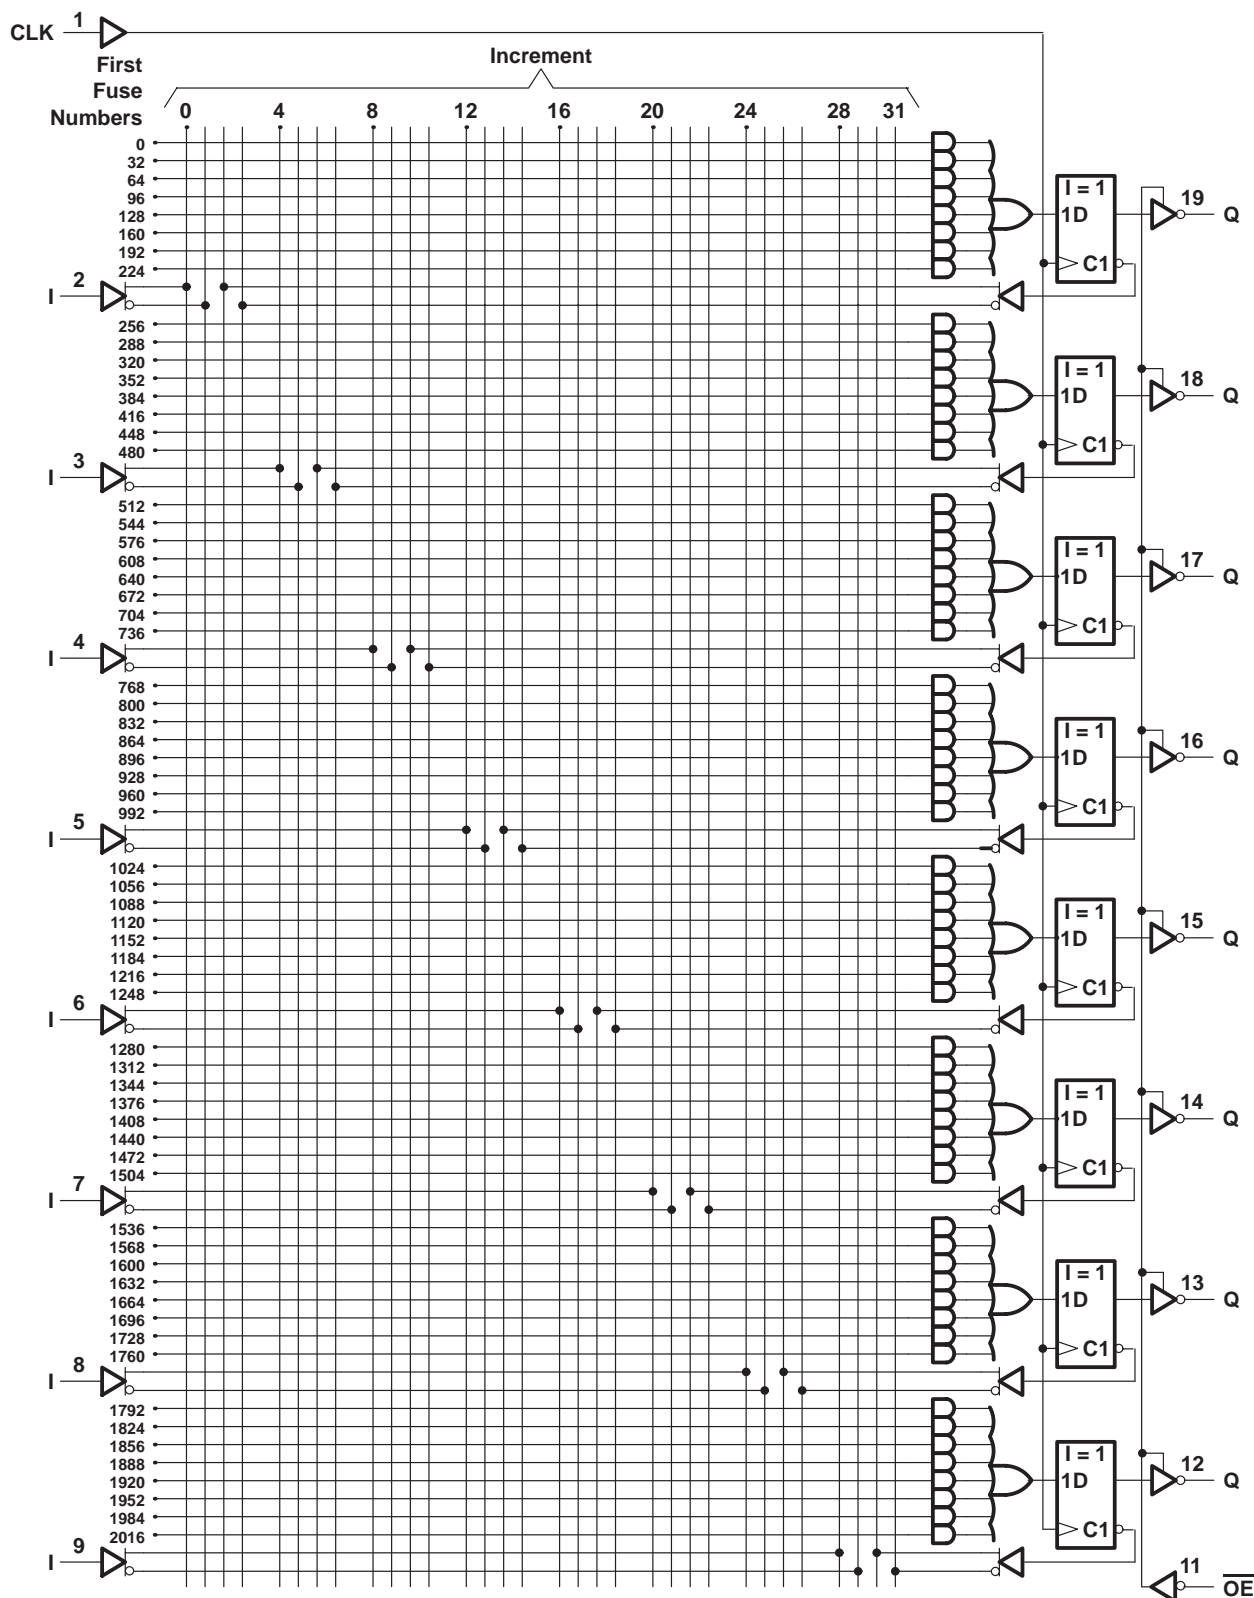 CLK 1
First
Fuse
Numbers
Increment
0 4 8 12 16 20 24 28 31
0
32
64
96
128
160
192
224
I = 1
1D
C1
19 Q
I 2
256
288
320
352
384
416
448
480
I = 1
1D
C1
18 Q
I 3
512
544
576
608
640
672
704
736
I = 1
1D
C1
17 Q
I 4
768
800
832
864
896
928
960
992
I = 1
1D
C1
16 Q
I 5
1024
1056
1088
1120
1152
1184
1216
1248
I = 1
1D
C1
15 Q
I 6
1280
1312
1344
1376
1408
1440
1472
1504
I = 1
1D
C1
14 Q
I 7
1536
1568
1600
1632
1664
1696
1728
1760
I = 1
1D
C1
13 Q
I 8
1792
1824
1856
1888
1920
1952
1984
2016
I = 1
1D
C1
12 Q
I 9
11 OE